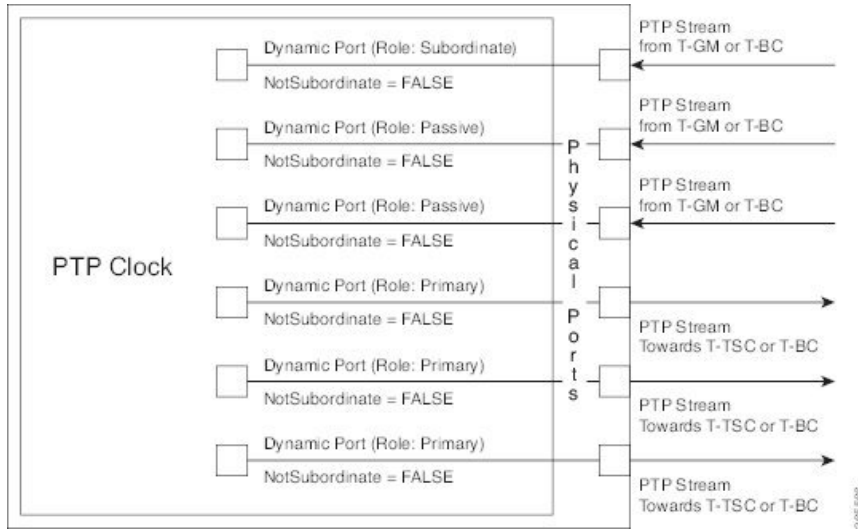 PTP Clock
Dynamic Port (Role: Subordinate)
NotSubordinate = FALSE
Dynamic Port (Role: Passive)
NotSubordinate = FALSE
Dynamic Port (Role: Passive)
NotSubordinate = FALSE
Dynamic Port (Role: Primary)
NotSubordinate = FALSE
Dynamic Port (Role: Primary)
NotSubordinate = FALSE
Dynamic Port (Role: Primary)
NotSubordinate = FALSE
Physical Ports
PTP Stream
from T-GM or T-BC
PTP Stream
from T-GM or T-BC
PTP Stream
from T-GM or T-BC
PTP Stream
Towards T-TSC or T-BC
PTP Stream
Towards T-TSC or T-BC
PTP Stream
Towards T-TSC or T-BC